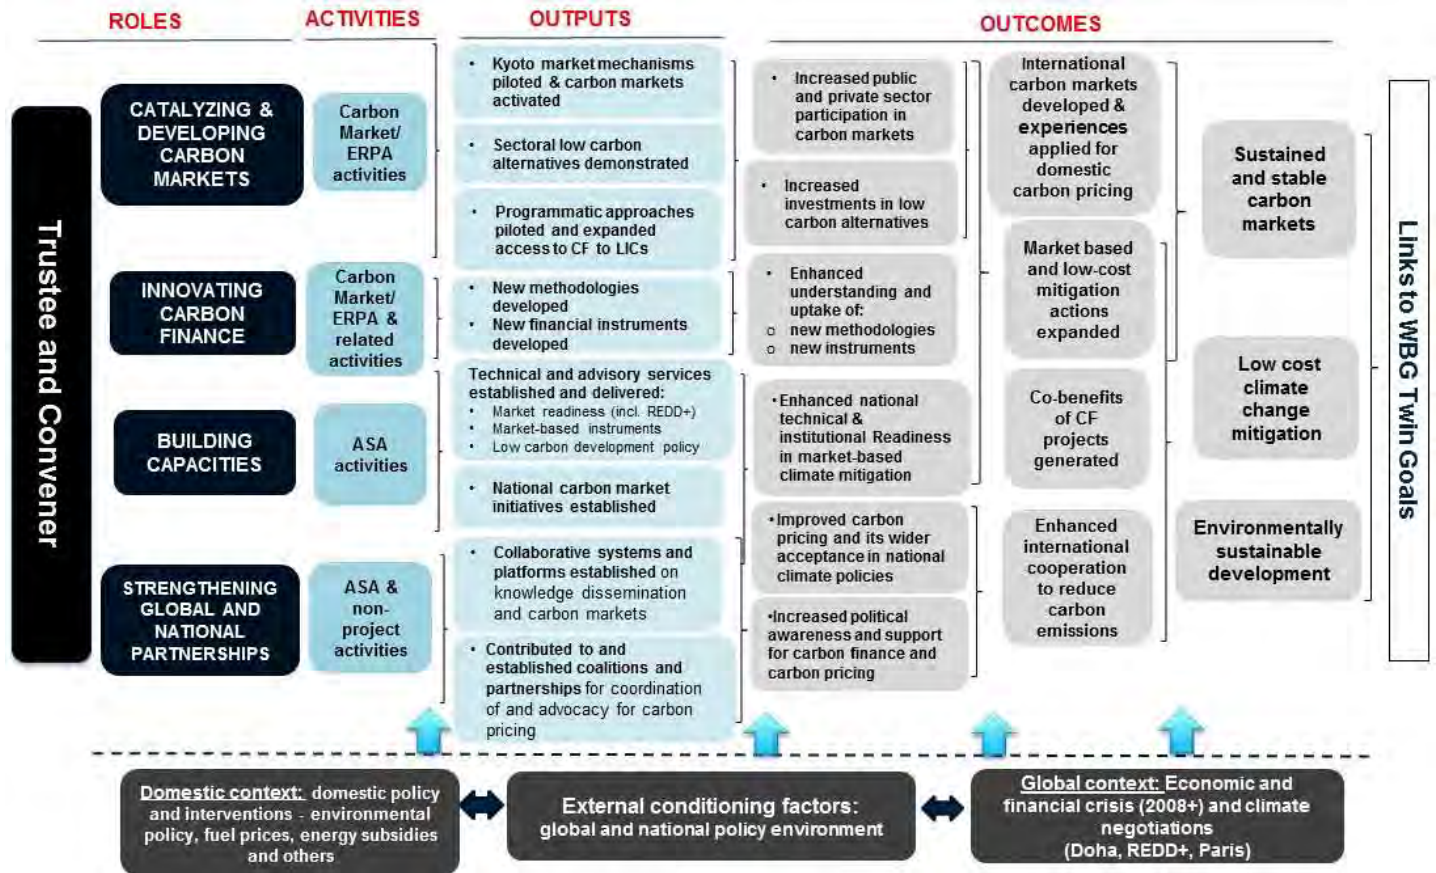 ROLES
ACTIVITIES
OUTPUTS
OUTCOMES
Trustee and Convener
CATALYZING &
DEVELOPING
CARBON
MARKETS
INNOVATING
CARBON
FINANCE
BUILDING
CAPACITIES
STRENGTHENING
GLOBAL AND
NATIONAL
PARTNERSHIPS
Carbon
Market/
ERPA
activities
Carbon
Market/
ERPA &
related
activities
ASA
activities
ASA &
non-
project
activities
• Kyoto market mechanisms
piloted & carbon markets
activated
• Sectoral low carbon
alternatives demonstrated
• Programmatic approaches
piloted and expanded
access to CF to LICs
• New methodologies
developed
• New financial instruments
developed
Technical and advisory services
established and delivered:
• Market readiness (incl. REDD+)
• Market-based instruments
• Low carbon development policy
• National carbon market
initiatives established
• Collaborative systems and
platforms established on
knowledge dissemination
and carbon markets
• Contributed to and
established coalitions and
partnerships for coordination
of and advocacy for carbon
pricing
• Increased public
and private sector
participation in
carbon markets
• Increased
investments in low
carbon alternatives
• Enhanced
understanding and
uptake of:
o new methodologies
o new instruments
•Enhanced national
technical &
institutional Readiness
in market-based
climate mitigation
•Improved carbon
pricing and its wider
acceptance in national
climate policies
•Increased political
awareness and support
for carbon finance and
carbon pricing
International
carbon markets
developed &
experiences
applied for
domestic
carbon pricing
Market based
and low-cost
mitigation
actions
expanded
Co-benefits
of CF
projects
generated
Enhanced
international
cooperation
to reduce
carbon
emissions
Sustained
and stable
carbon
markets
Low cost
climate
change
mitigation
Environmentally
sustainable
development
Links to WBG Twin Goals
Domestic context: domestic policy
and interventions - environmental
policy, fuel prices, energy subsidies
and others
External conditioning factors:
global and national policy environment
Global context: Economic and
financial crisis (2008+) and climate
negotiations
(Doha, REDD+, Paris)